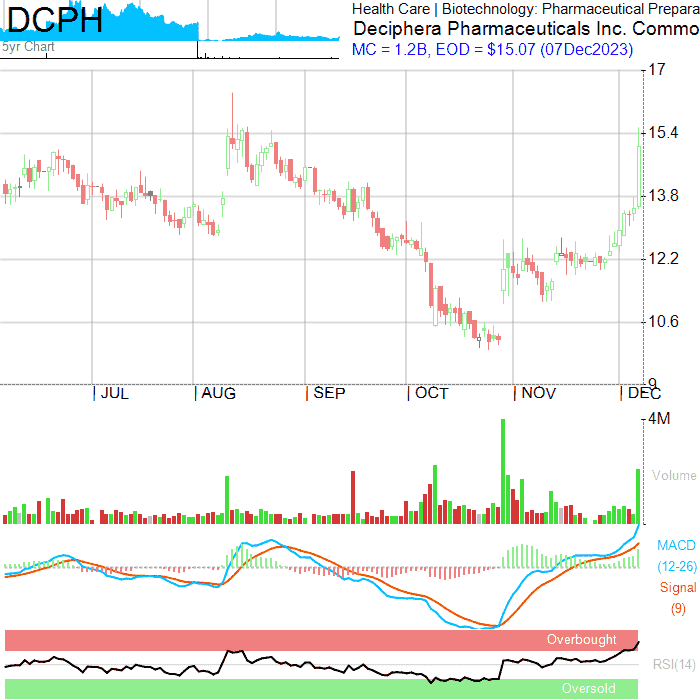 DCPH
5yr Chart
Health Care | Biotechnology: Pharmaceutical Prepara
Deciphera Pharmaceuticals Inc. Commo
MC = 1.2B, EOD = $15.07 (07Dec2023)
17
15.4
13.8
12.2
10.6
9
JUL AUG SEP OCT NOV DEC
4M
Volume
MACD
(12-26)
Signal
(9)
Overbought
RSI(14)
Oversold